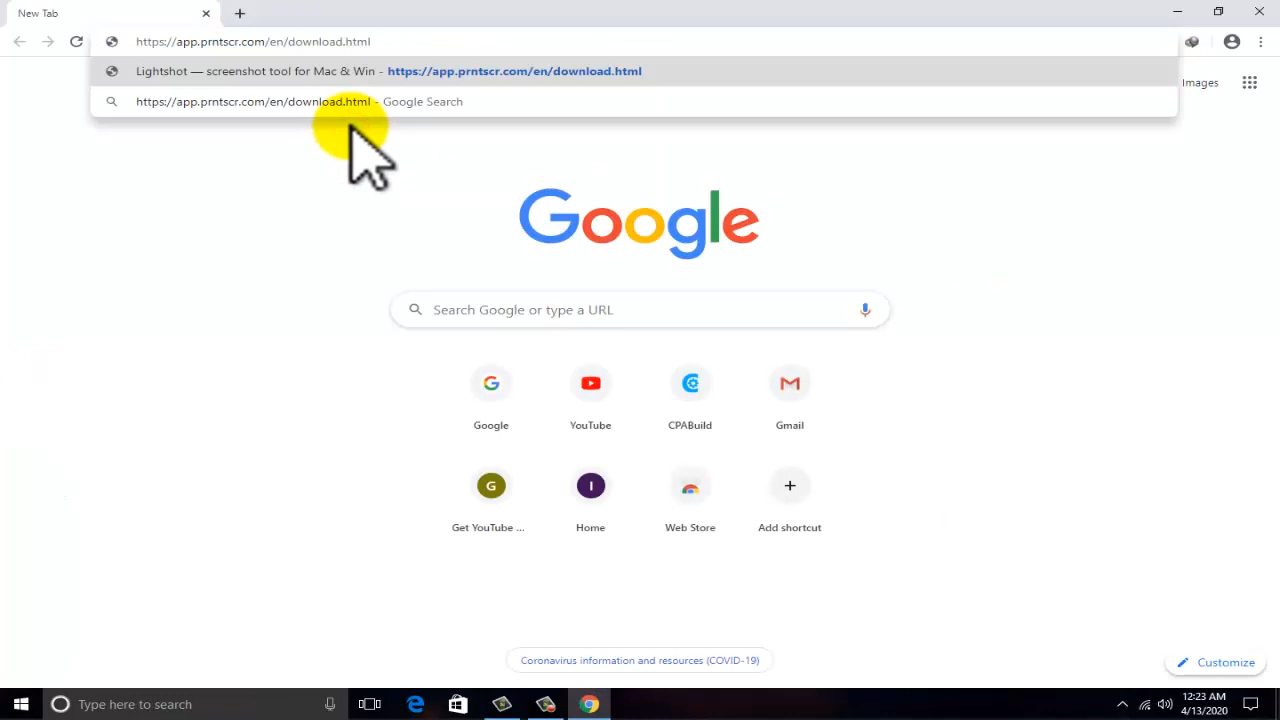 New Tab
https://app.prntscr.com/en/download.html
Lightshot — screenshot tool for Mac & Win - https://app.prntscr.com/en/download.html
https://app.prntscr.com/en/download.html - Google Search
Images
Google
Search Google or type a URL
Google
YouTube
CPABuild
Gmail
G
I
Get YouTube ...
Home
Web Store
Add shortcut
Coronavirus information and resources (COVID-19)
Customize
Type here to search
12:23 AM
4/13/2020